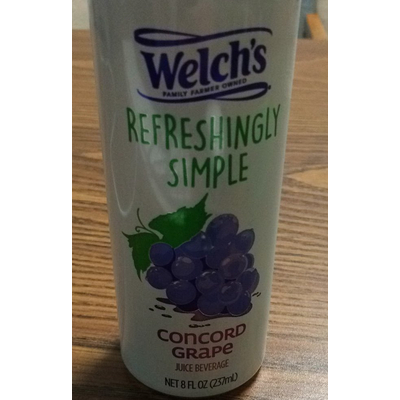 Welch's
FAMILY FARMER OWNED
REFRESHINGLY
SIMPLE
CONCORD
GRAPE
JUICE BEVERAGE
NET 8 FL OZ (237mL)